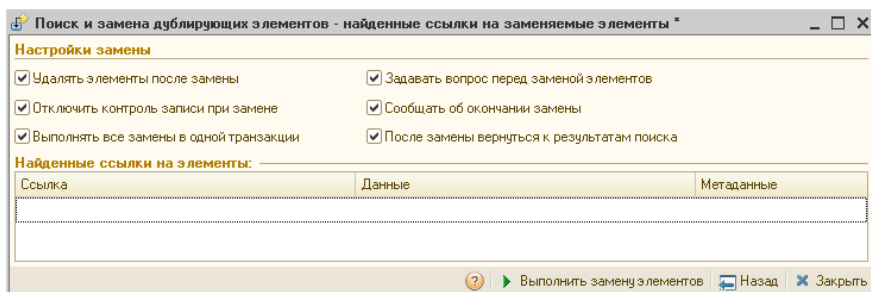 Поиск и замена дублирующих элементов - найденные ссылки на заменяемые элементы *
Настройки замены
Удалять элементы после замены Задавать вопрос перед заменой элементов
Отключить контроль записи при замене Сообщать об окончании замены
Выполнять все замены в одной транзакции После замены вернуться к результатам поиска
Найденные ссылки на элементы:
Ссылка Данные Метаданные
? Выполнить замену элементов Назад Закрыть